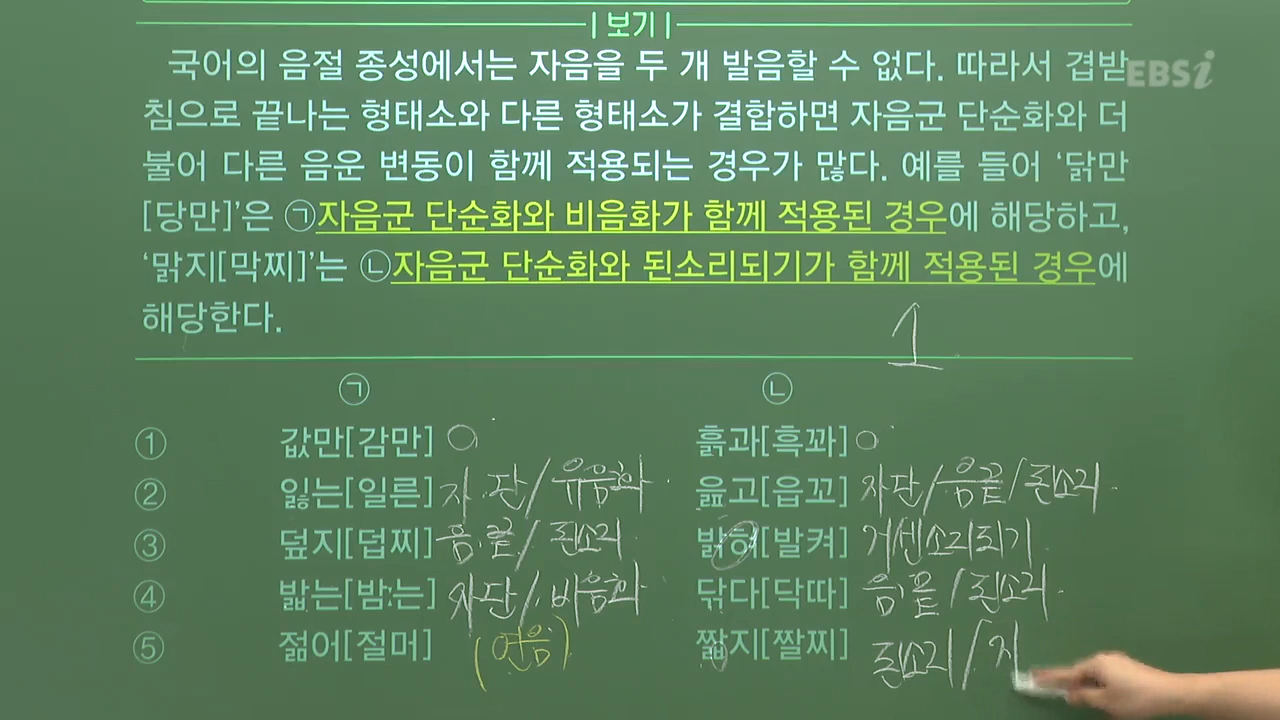 | 보기 |
국어의 음절 종성에서는 자음을 두 개 발음할 수 없다. 따라서 겹받
EBSi
침으로 끝나는 형태소와 다른 형태소가 결합하면 자음군 단순화와 더
불어 다른 음운 변동이 함께 적용되는 경우가 많다. 예를 들어 ‘닭만
[당만]’은 ㉠자음군 단순화와 비음화가 함께 적용된 경우에 해당하고,
‘맑지[막찌]’는 ㉡자음군 단순화와 된소리되기가 함께 적용된 경우에
해당한다.
1
㉠ ㉡
① 값만[감만] ○ 흙과[흑꽈] ○
② 잃는[일른] 자단/유음화 읊고[읍꼬] 자단/음끝/된소리
③ 덮지[덥찌] 음끝/된소리 밝혀[발켜] 거센소리되기
④ 밟는[밤:는] 자단/비음화 닦다[닥따] 음끝/된소리
⑤ 젊어[절머] (연음) 짧지[짤찌] 된소리/자